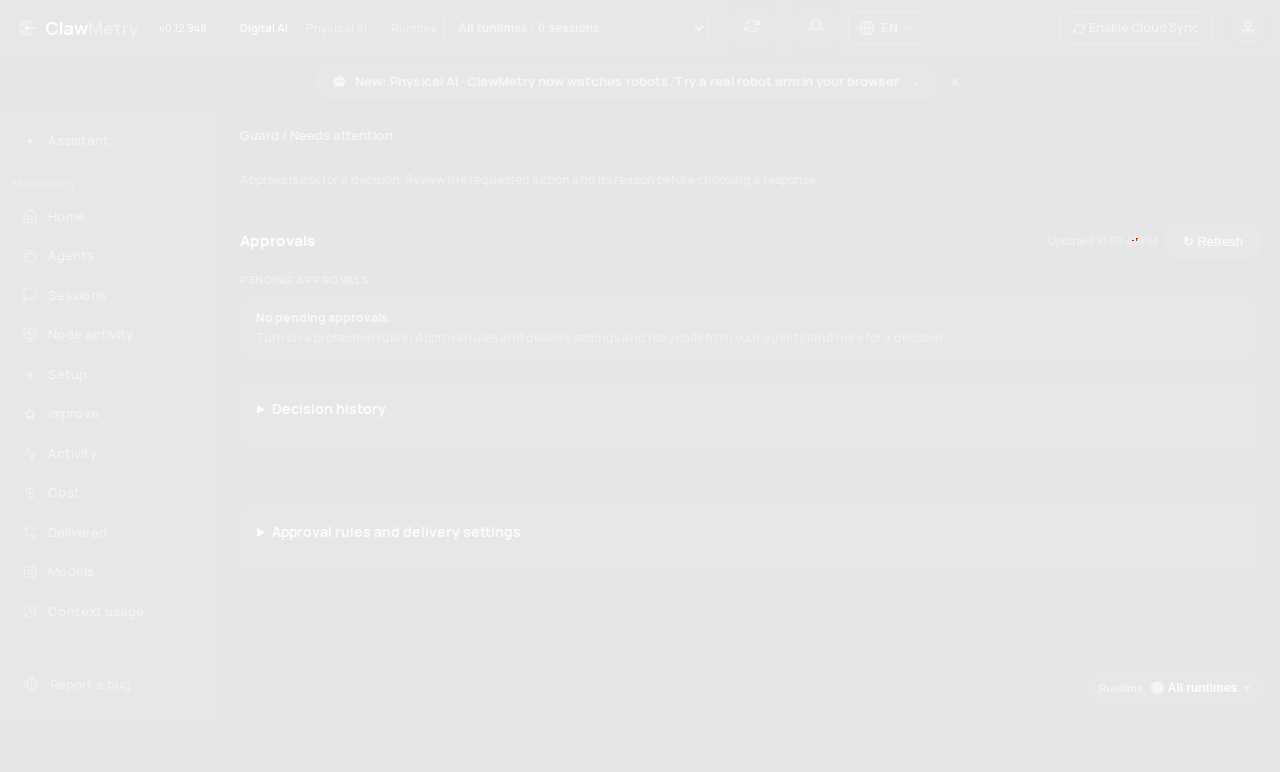 ClawMetry
v0.12.948
Digital AI
Physical AI
Runtime
All runtimes - 0 sessions
EN
Enable Cloud Sync
New: Physical AI · ClawMetry now watches robots. Try a real robot arm in your browser →
×
Assistant
Monitoring
Home
Agents
Sessions
Node activity
Setup
Improve
Activity
Cost
Delivered
Models
Context usage
Report a bug
Guard / Needs attention
Approvals ask for a decision. Review the requested action and its reason before choosing a response.
Approvals
Updated
PM
↻ Refresh
PENDING APPROVALS
No pending approvals.
Turn on a protection rule in Approval rules and delivery settings and risky calls from your agents land here for a decision.
▶ Decision history
▶ Approval rules and delivery settings
Runtime
All runtimes ▾